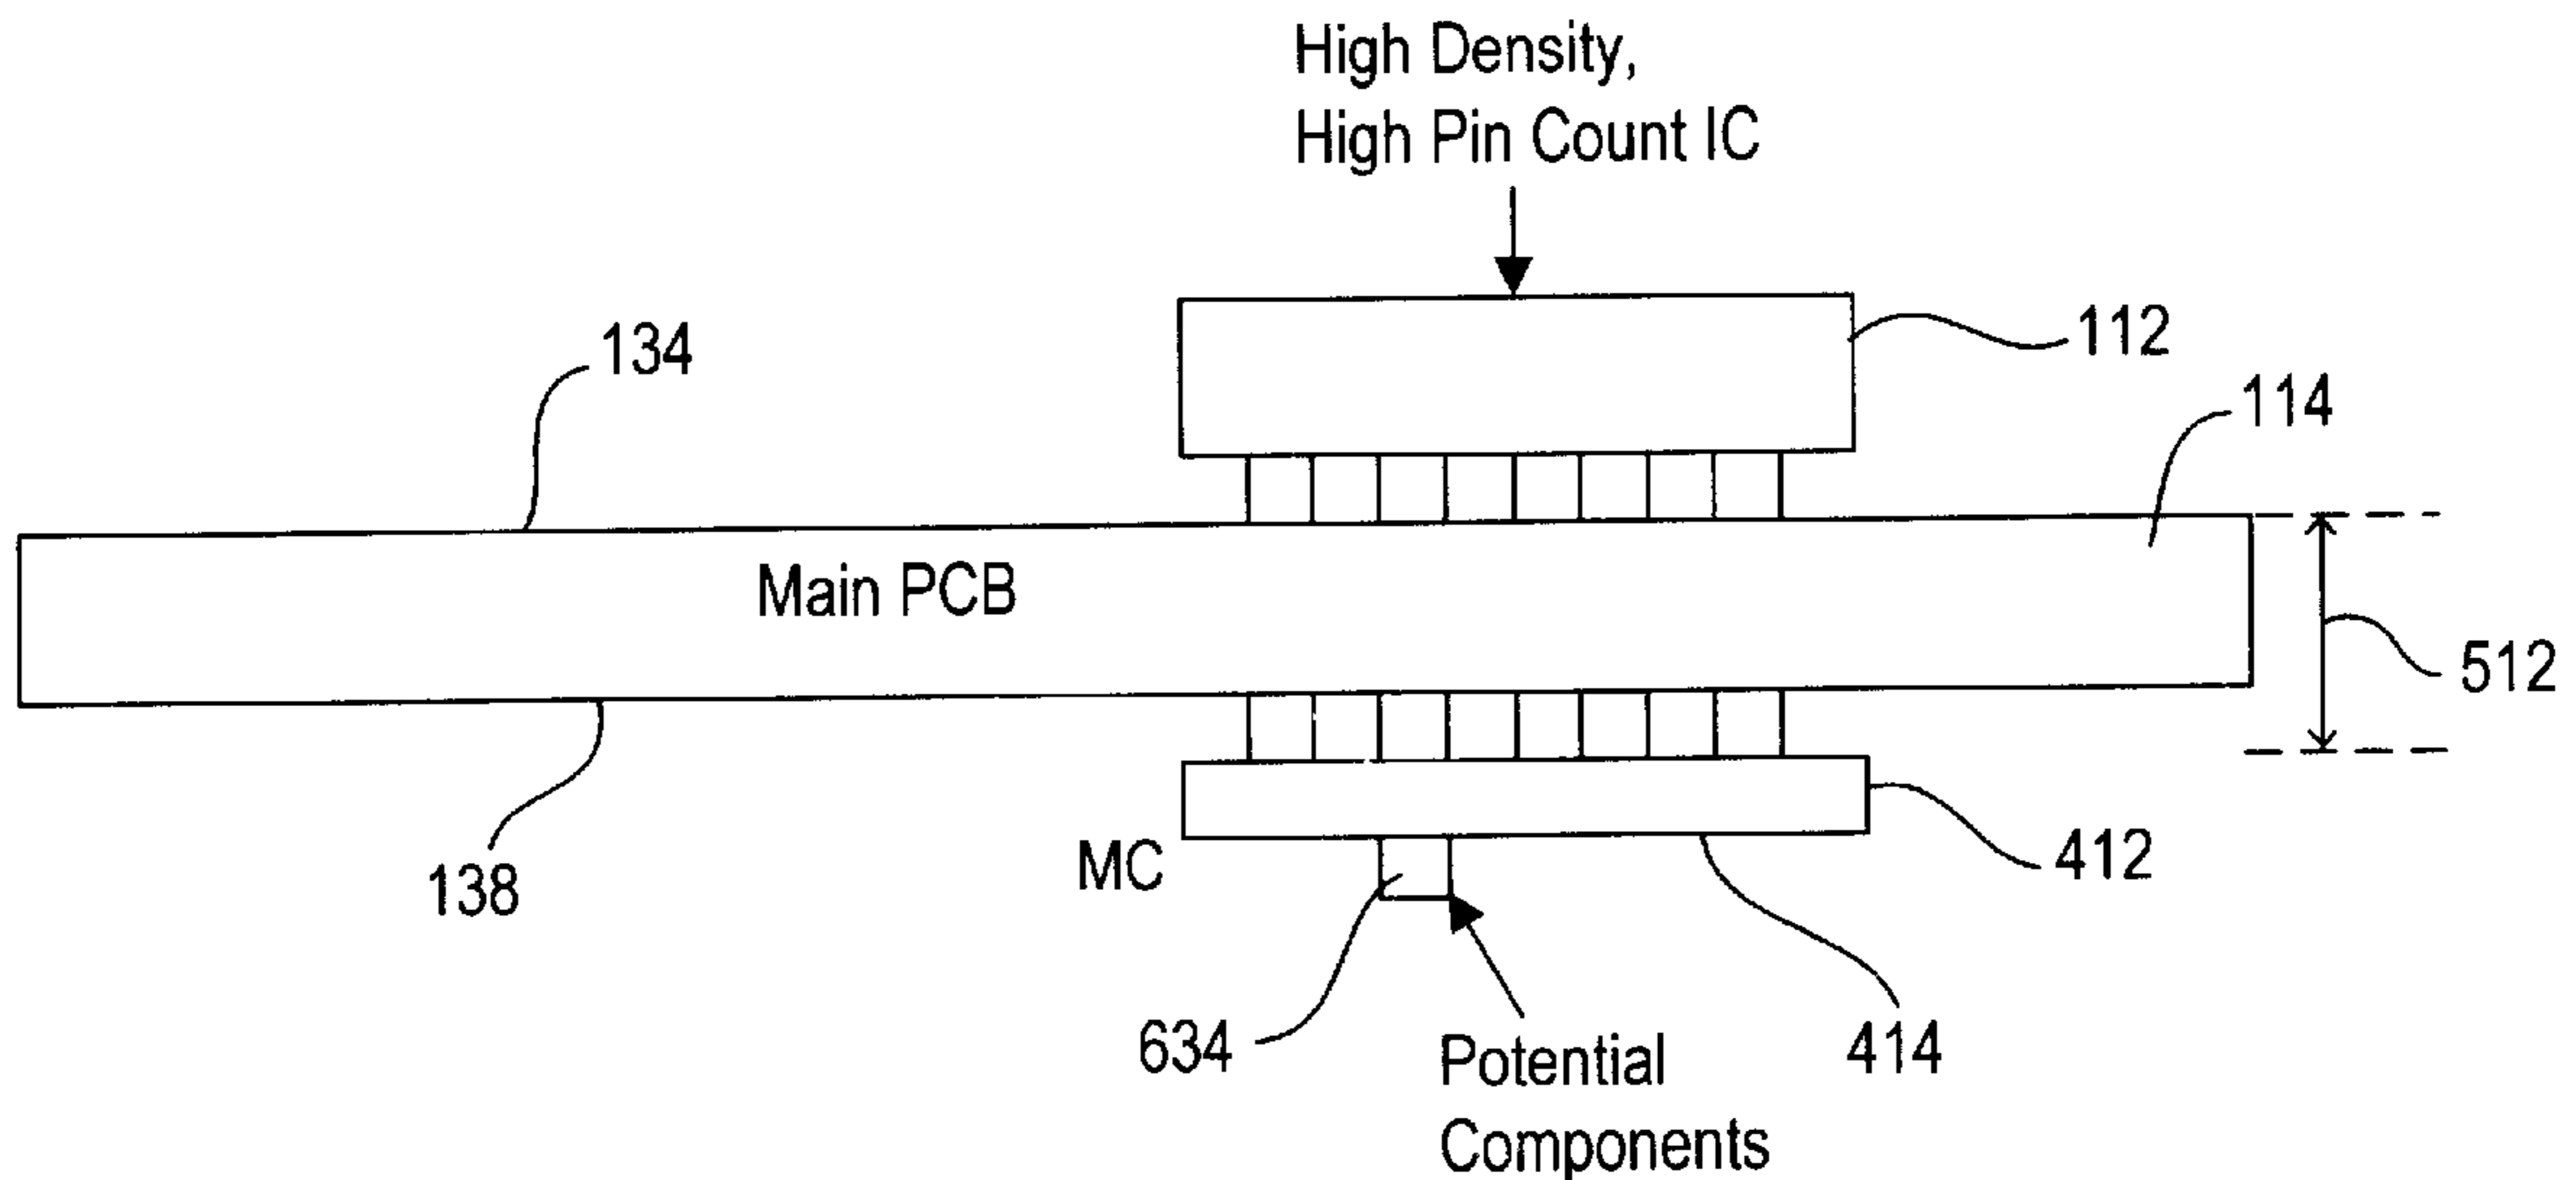 High Density,
High Pin Count IC
112
134
114
Main PCB
512
138
MC
412
634
414
Potential
Components